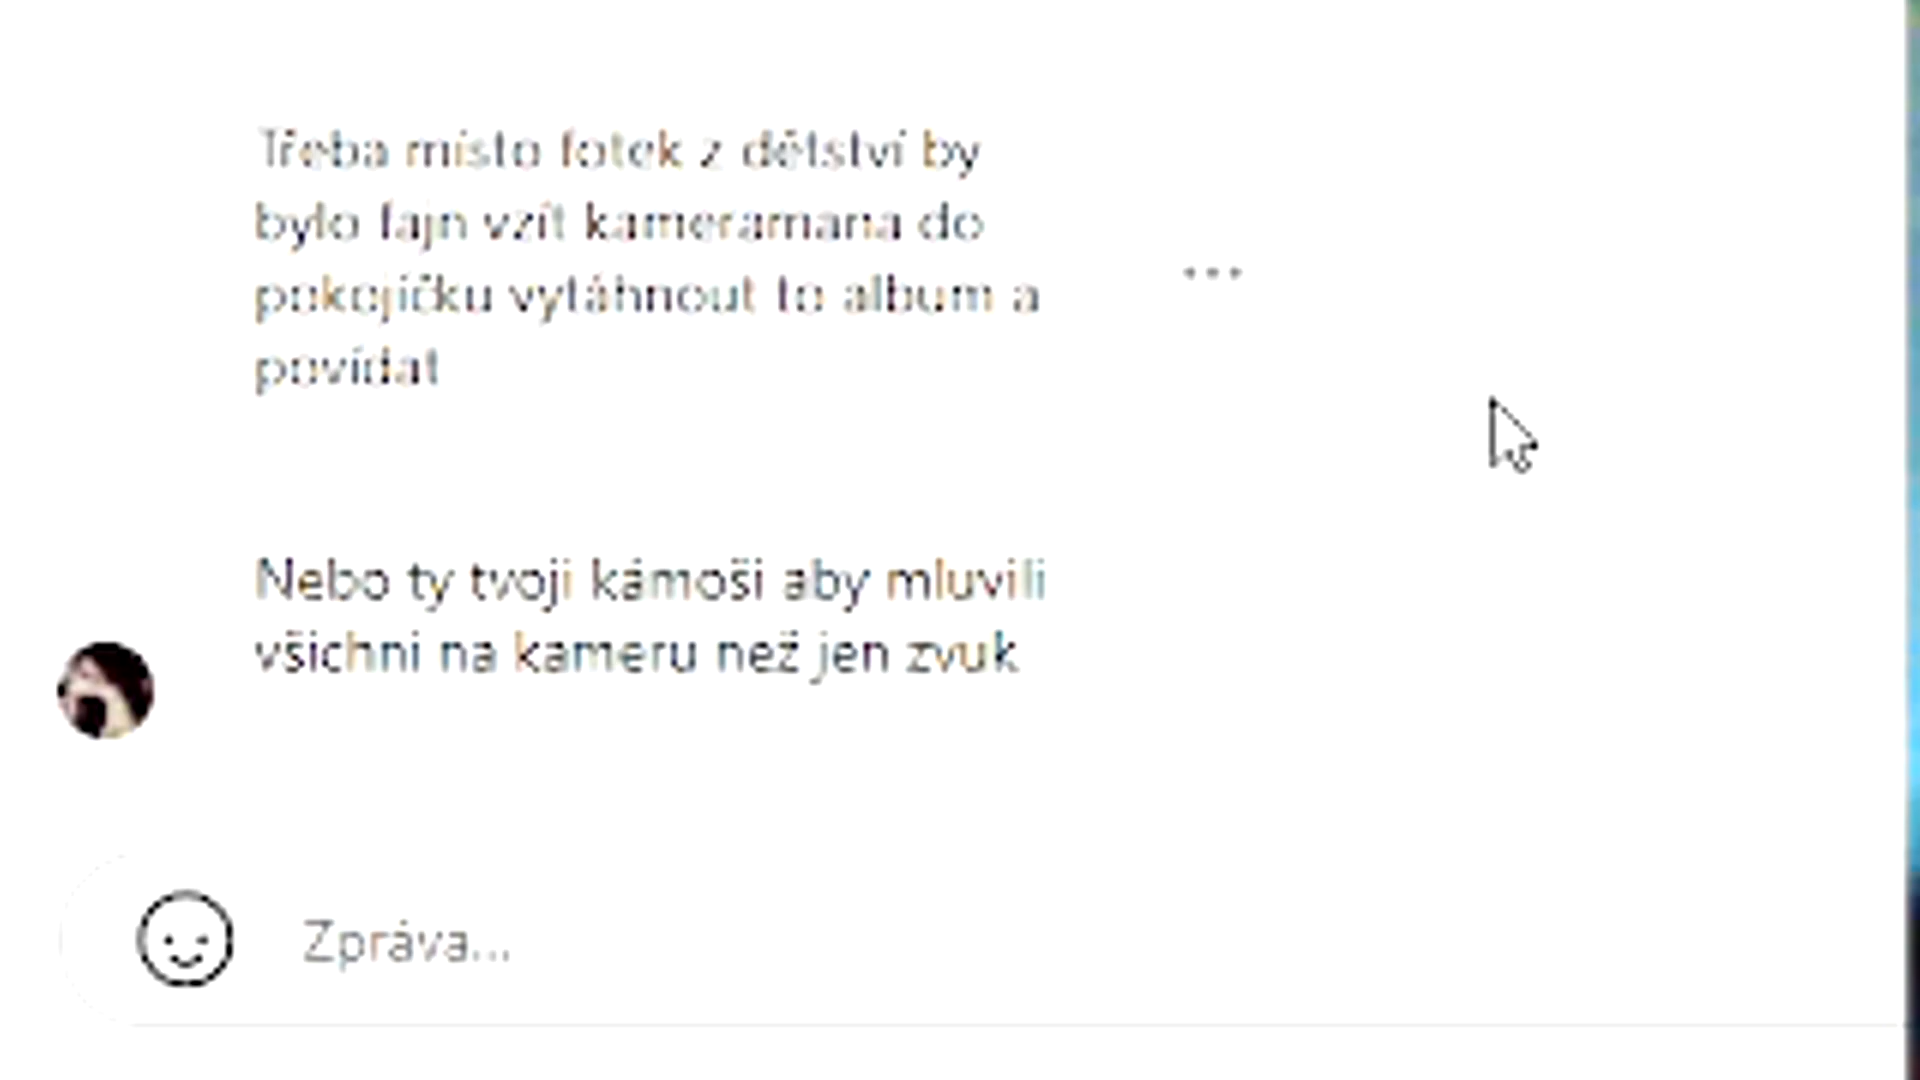 Třeba místo fotek z dětství by
bylo fajn vzít kameramana do
pokojíčku vytáhnout to album a
povídat
Nebo ty tvoji kámoši aby mluvili
všichni na kameru než jen zvuk
Zpráva...